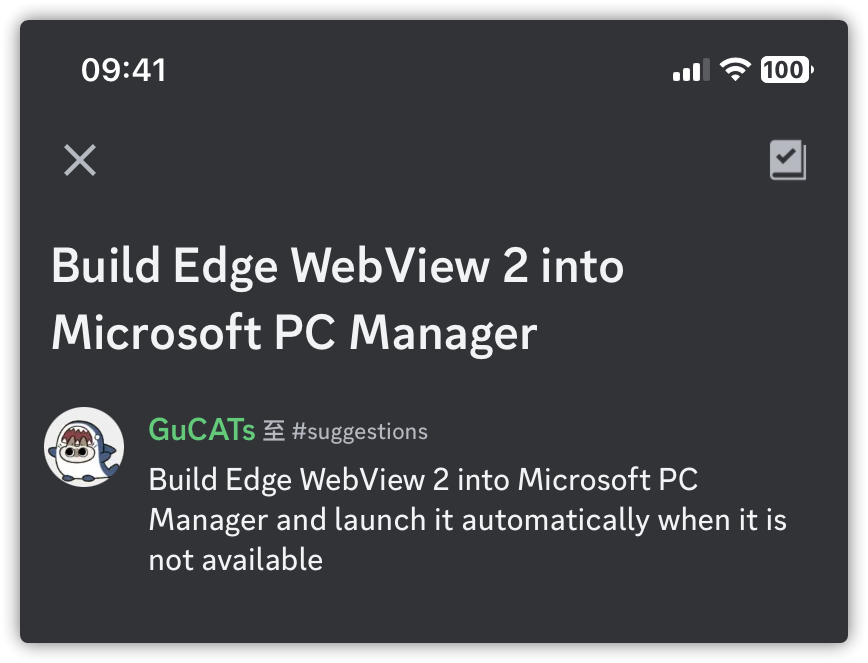 09:41
100
Build Edge WebView 2 into
Microsoft PC Manager
GuCATs 至 #suggestions
Build Edge WebView 2 into Microsoft PC
Manager and launch it automatically when it is
not available